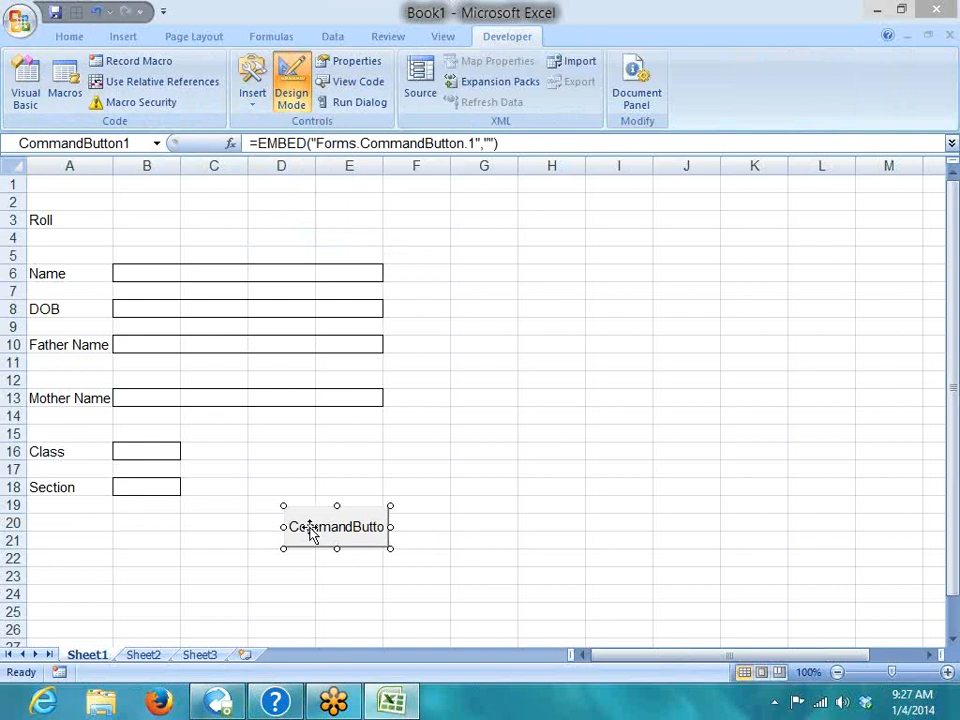 Book1 - Microsoft Excel
Home Insert Page Layout Formulas Data Review View Developer
Visual Basic
Macros
Record Macro
Use Relative References
Macro Security
Code
Insert
Design Mode
Properties
View Code
Run Dialog
Controls
Source
Map Properties
Expansion Packs
Refresh Data
Import
Export
XML
Document Panel
Modify
CommandButton1 fx =EMBED("Forms.CommandButton.1","")
A B C D E F G H I J K L M
1
2
3 Roll
4
5
6 Name
7
8 DOB
9
10 Father Name
11
12
13 Mother Name
14
15
16 Class
17
18 Section
19
20 CommandButto
21
22
23
24
25
26
27
Sheet1 Sheet2 Sheet3
Ready 100%
9:27 AM
1/4/2014